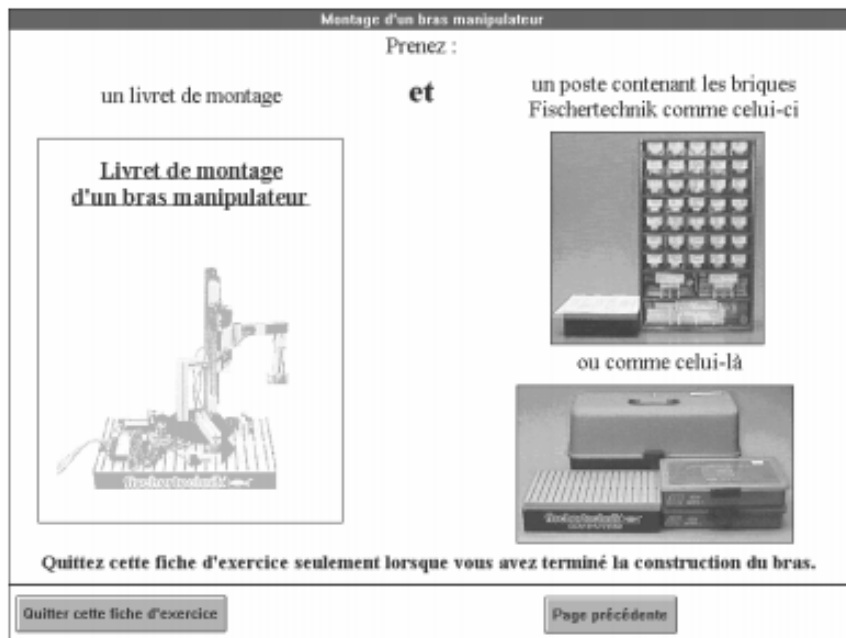 Montage d'un bras manipulateur
Prenez :
un livret de montage
et
un poste contenant les briques
Fischertechnik comme celui-ci
Livret de montage
d'un bras manipulateur
fischertechnik
ou comme celui-là
fischertechnik
Quittez cette fiche d'exercice seulement lorsque vous avez terminé la construction du bras.
Quitter cette fiche d'exercice
Page précédente